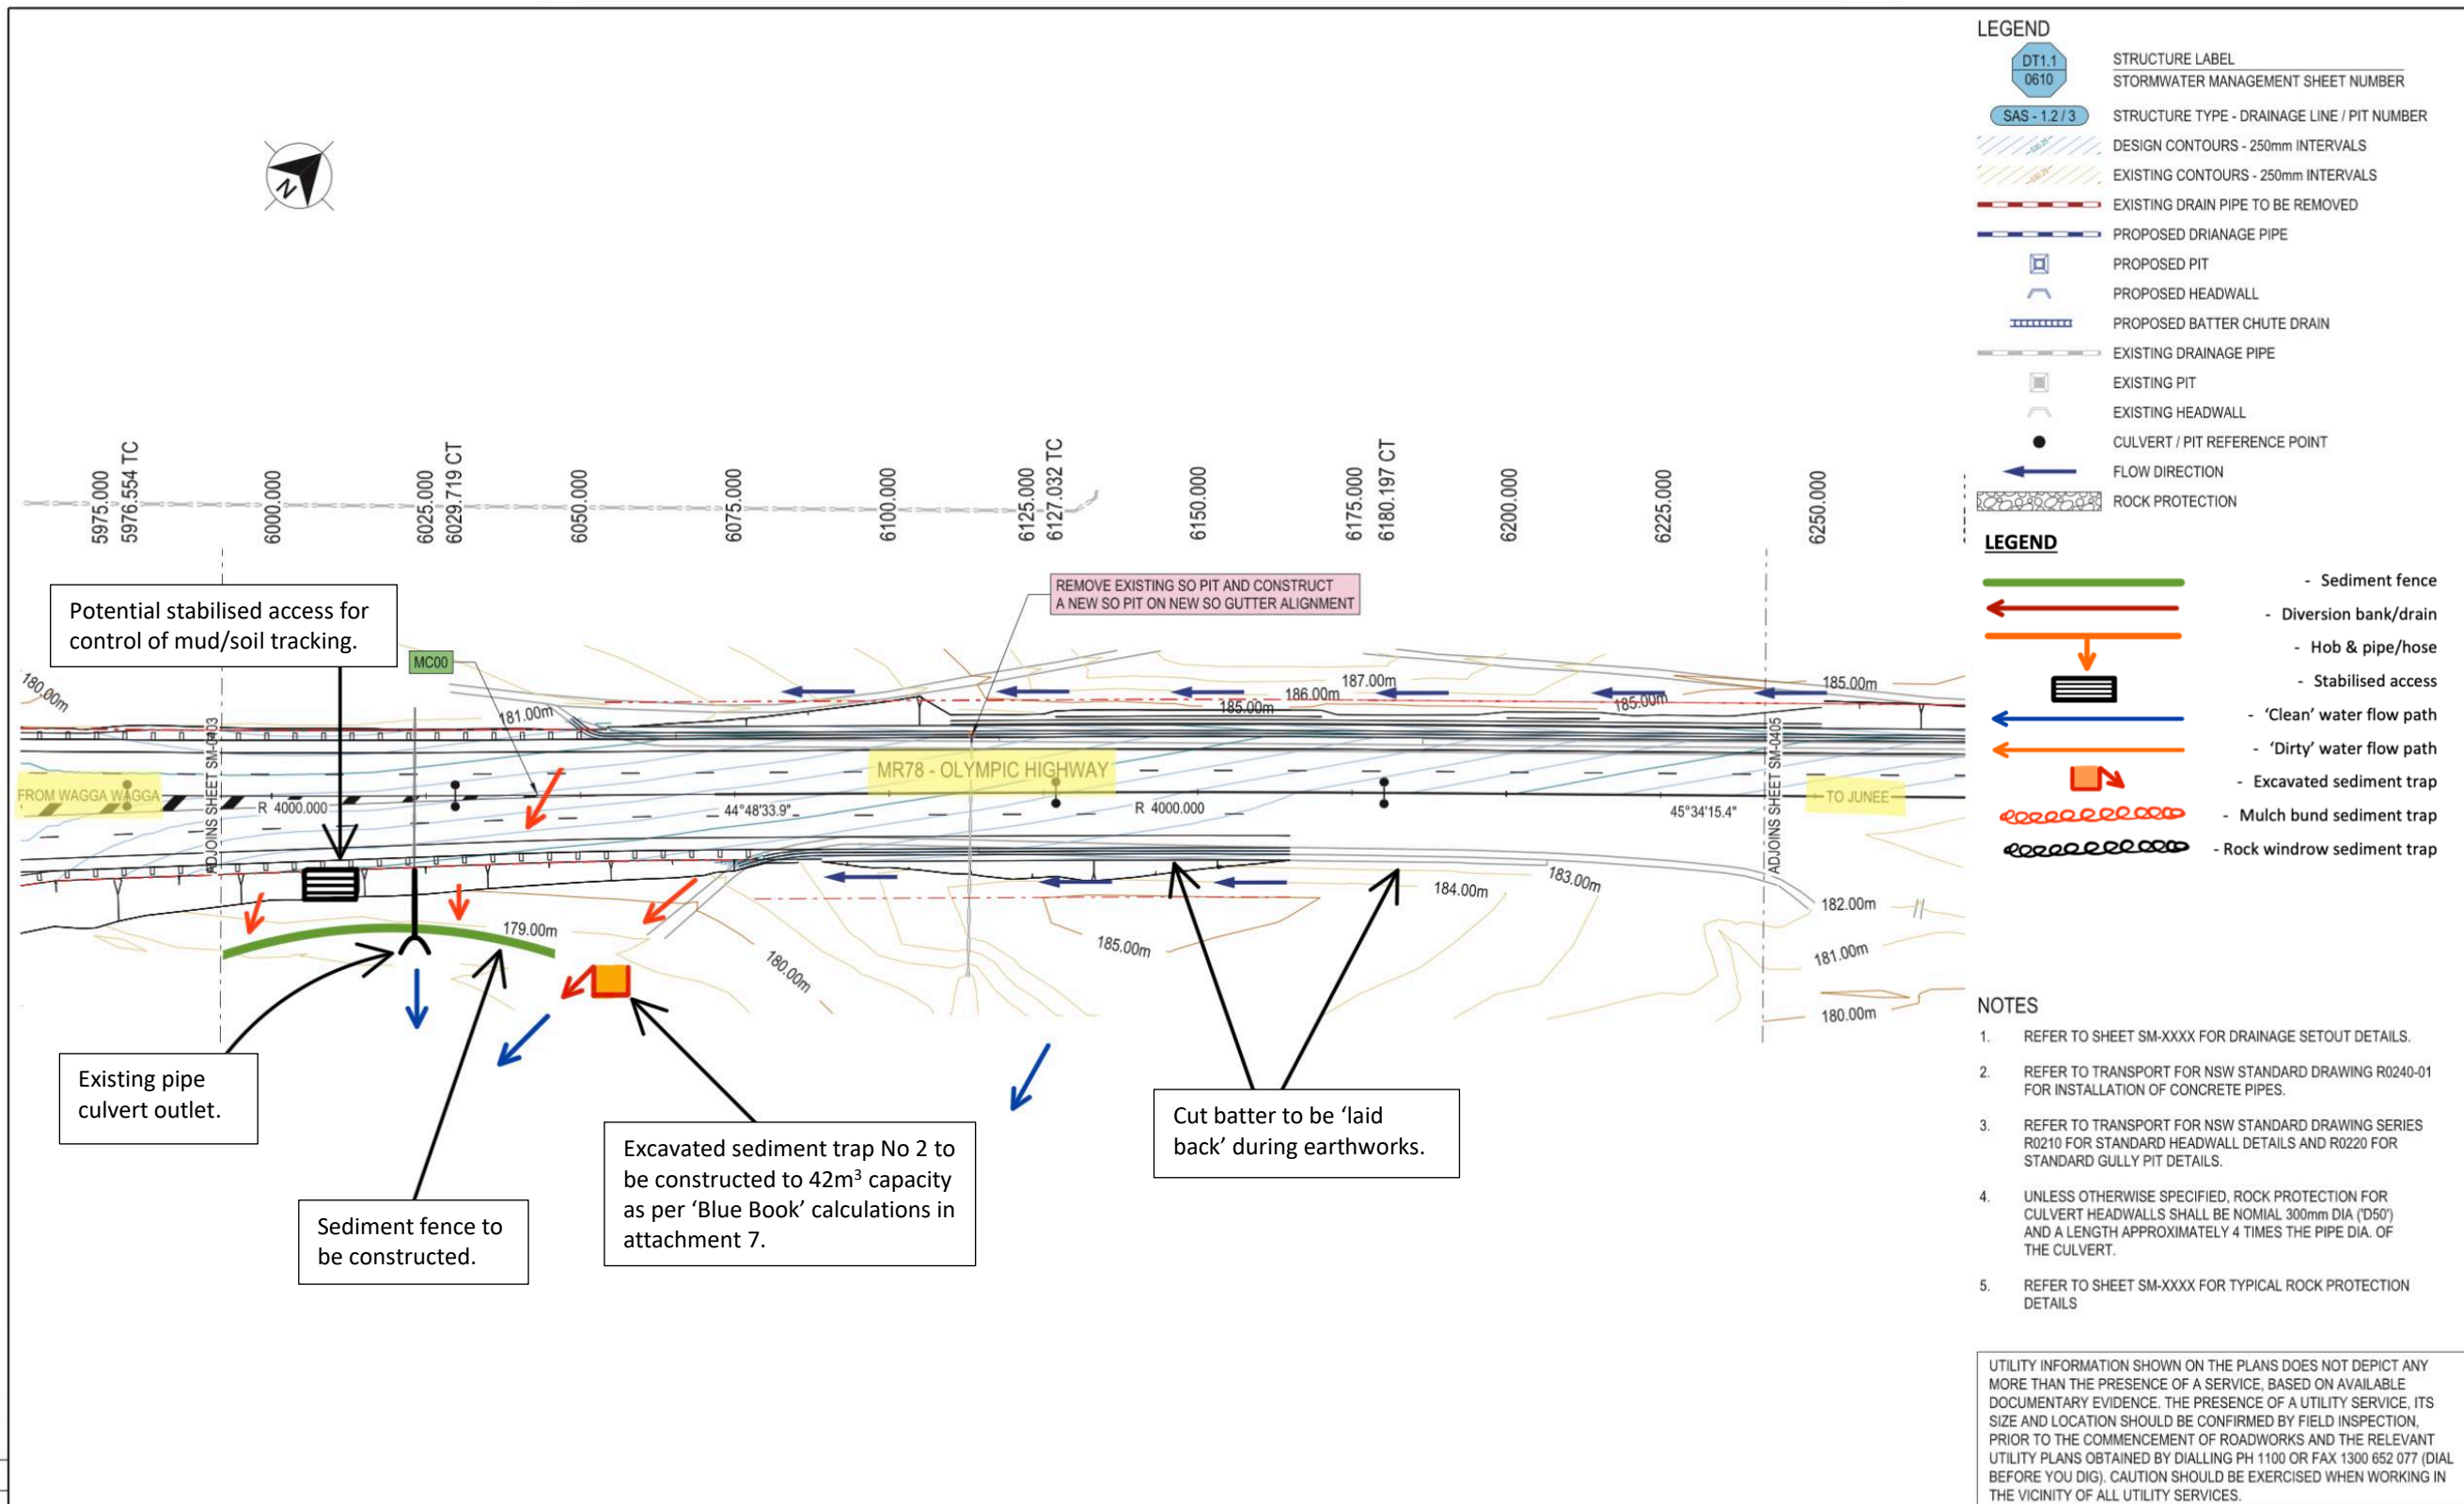 LEGEND
DT1.1
0610
STRUCTURE LABEL
STORMWATER MANAGEMENT SHEET NUMBER
SAS - 1.2 / 3
STRUCTURE TYPE - DRAINAGE LINE / PIT NUMBER
530.25
DESIGN CONTOURS - 250mm INTERVALS
530.25
EXISTING CONTOURS - 250mm INTERVALS
EXISTING DRAIN PIPE TO BE REMOVED
PROPOSED DRIANAGE PIPE
PROPOSED PIT
PROPOSED HEADWALL
PROPOSED BATTER CHUTE DRAIN
EXISTING DRAINAGE PIPE
EXISTING PIT
EXISTING HEADWALL
CULVERT / PIT REFERENCE POINT
FLOW DIRECTION
ROCK PROTECTION
LEGEND
- Sediment fence
- Diversion bank/drain
- Hob & pipe/hose
- Stabilised access
- ‘Clean’ water flow path
- ‘Dirty’ water flow path
- Excavated sediment trap
- Mulch bund sediment trap
- Rock windrow sediment trap
NOTES
1. REFER TO SHEET SM-XXXX FOR DRAINAGE SETOUT DETAILS.
2. REFER TO TRANSPORT FOR NSW STANDARD DRAWING R0240-01
FOR INSTALLATION OF CONCRETE PIPES.
3. REFER TO TRANSPORT FOR NSW STANDARD DRAWING SERIES
R0210 FOR STANDARD HEADWALL DETAILS AND R0220 FOR
STANDARD GULLY PIT DETAILS.
4. UNLESS OTHERWISE SPECIFIED, ROCK PROTECTION FOR
CULVERT HEADWALLS SHALL BE NOMIAL 300mm DIA ('D50')
AND A LENGTH APPROXIMATELY 4 TIMES THE PIPE DIA. OF
THE CULVERT.
5. REFER TO SHEET SM-XXXX FOR TYPICAL ROCK PROTECTION
DETAILS
UTILITY INFORMATION SHOWN ON THE PLANS DOES NOT DEPICT ANY
MORE THAN THE PRESENCE OF A SERVICE, BASED ON AVAILABLE
DOCUMENTARY EVIDENCE. THE PRESENCE OF A UTILITY SERVICE, ITS
SIZE AND LOCATION SHOULD BE CONFIRMED BY FIELD INSPECTION,
PRIOR TO THE COMMENCEMENT OF ROADWORKS AND THE RELEVANT
UTILITY PLANS OBTAINED BY DIALLING PH 1100 OR FAX 1300 652 077 (DIAL
BEFORE YOU DIG). CAUTION SHOULD BE EXERCISED WHEN WORKING IN
THE VICINITY OF ALL UTILITY SERVICES.
N
5975.000
5976.554 TC
6000.000
6025.000
6029.719 CT
6050.000
6075.000
6100.000
6125.000
6127.032 TC
6150.000
6175.000
6180.197 CT
6200.000
6225.000
6250.000
Potential stabilised access for
control of mud/soil tracking.
REMOVE EXISTING SO PIT AND CONSTRUCT
A NEW SO PIT ON NEW SO GUTTER ALIGNMENT
MC00
180.00m
181.00m
187.00m
186.00m
185.00m
185.00m
185.00m
ADJOINS SHEET SM-0403
ADJOINS SHEET SM-0405
MR78 - OLYMPIC HIGHWAY
FROM WAGGA WAGGA
TO JUNEE
R 4000.000
44°48'33.9"
R 4000.000
45°34'15.4"
179.00m
180.00m
185.00m
184.00m
183.00m
182.00m
181.00m
180.00m
Existing pipe
culvert outlet.
Sediment fence to
be constructed.
Excavated sediment trap No 2 to
be constructed to 42m³ capacity
as per ‘Blue Book’ calculations in
attachment 7.
Cut batter to be ‘laid
back’ during earthworks.